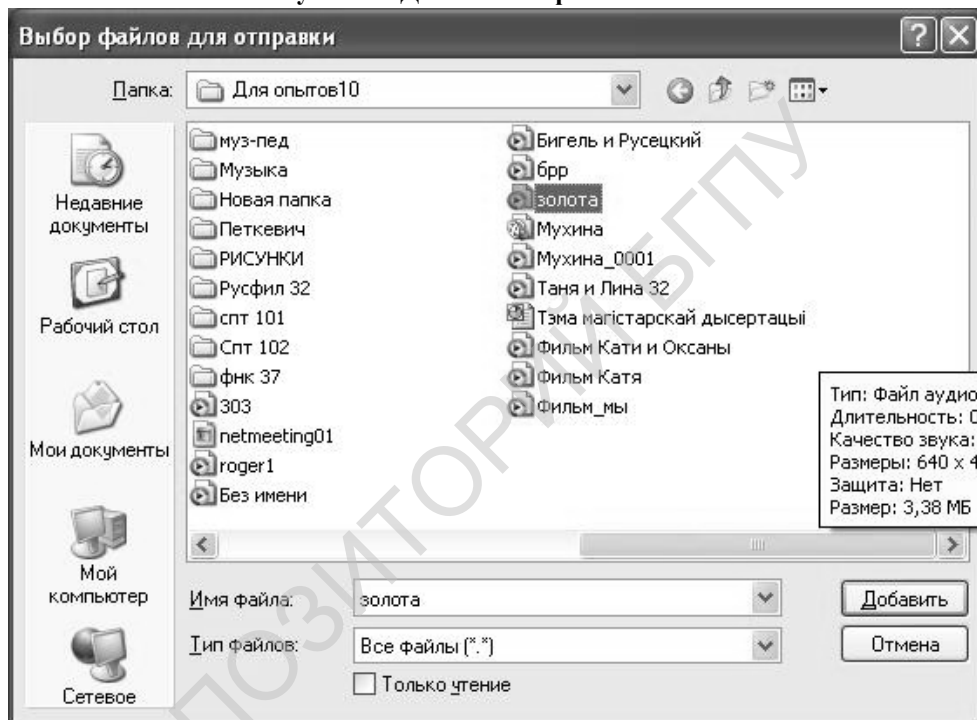 Выбор файлов для отправки
Папка:
Для опытов10
Недавние
документы
Рабочий стол
Мои документы
Мой
компьютер
Сетевое
муз-пед
Музыка
Новая папка
Петкевич
РИСУНКИ
Русфил 32
спт 101
Спт 102
фнк 37
303
netmeeting01
roger1
Без имени
Бигель и Русецкий
брр
золота
Мухина
Мухина_0001
Таня и Лина 32
Тэма магістарскай дысертацыі
Фильм Кати и Оксаны
Фильм Катя
Фильм_мы
Тип: Файл аудио
Длительность: 0
Качество звука:
Размеры: 640 x 4
Защита: Нет
Размер: 3,38 МБ
Имя файла:
золота
Добавить
Тип файлов:
Все файлы (*.*)
Отмена
Только чтение
ПОЗИТОРИЙ БГПУ